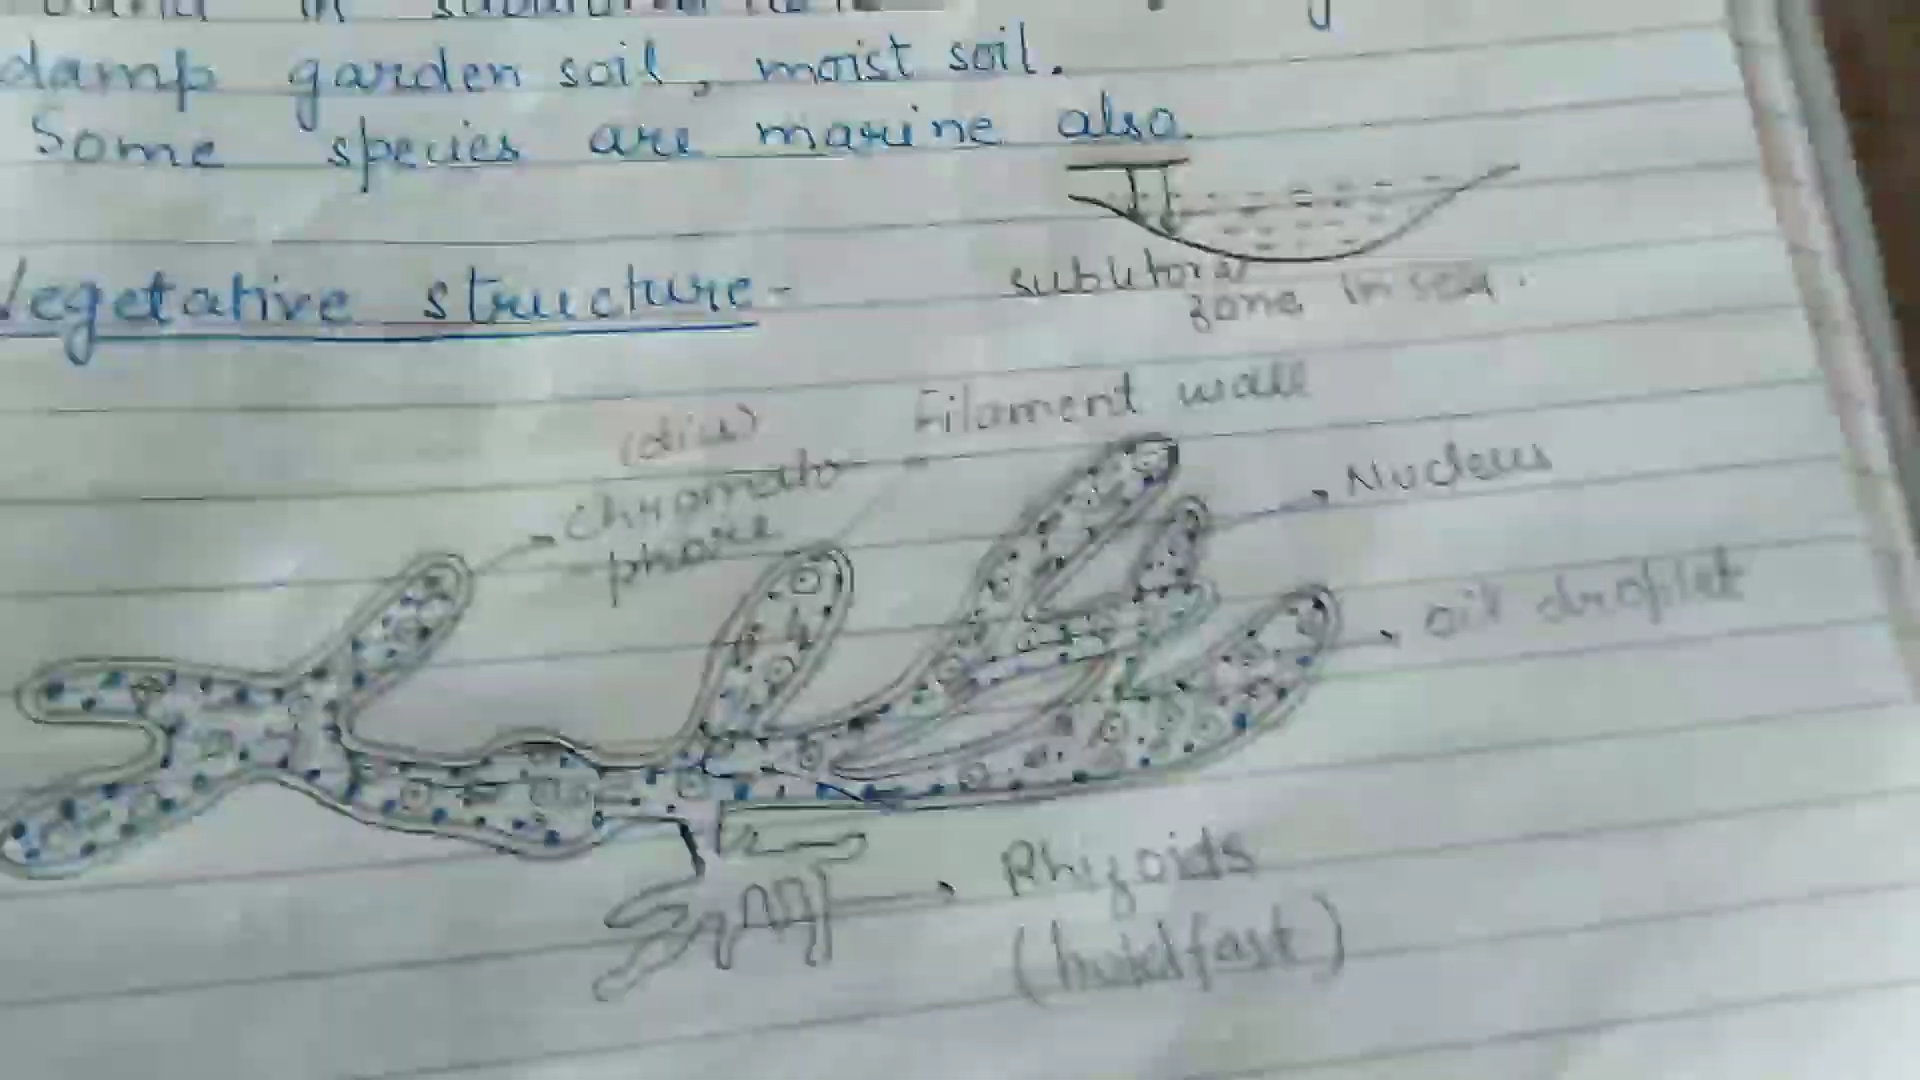 damp garden soil, moist soil.
Some species are marine also.
sublitoral
zone in sea.
Vegetative structure-
Filament wall
(disc)
Chromato
phore
Nucleus
oil droplet
Rhizoids
(holdfast)